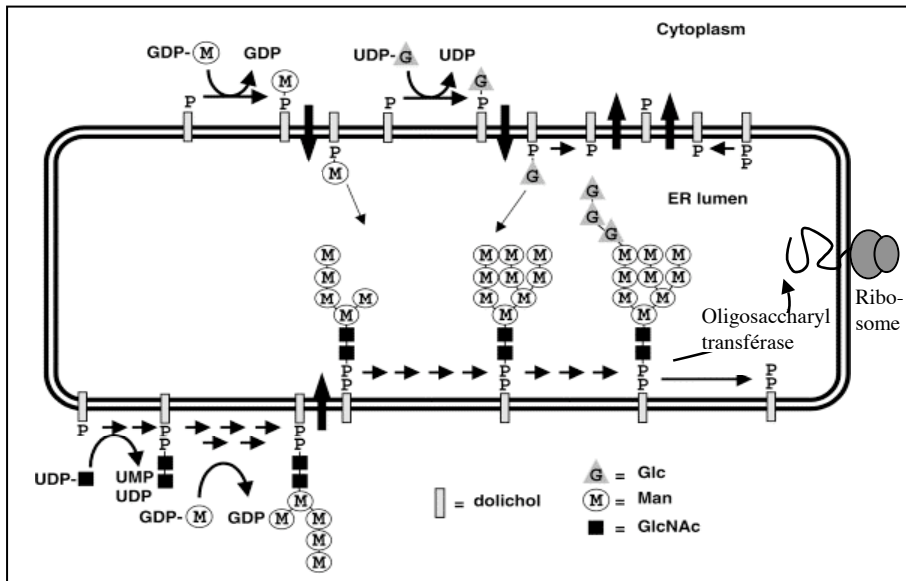 Cytoplasm
GDP-M GDP UDP-G UDP
M G
P P P P P P
P P P P P
M G P
ER lumen
G
G
G
M M M M M M M
M M M M M M M
M M M M M M
M M M
Ribo-
some
Oligosaccharyl
transférase
P P P P
P P P P
P P P
P P
UDP- UMP
UDP
GDP-M GDP
M
M M
M
M
= dolichol
G = Glc
M = Man
= GlcNAc